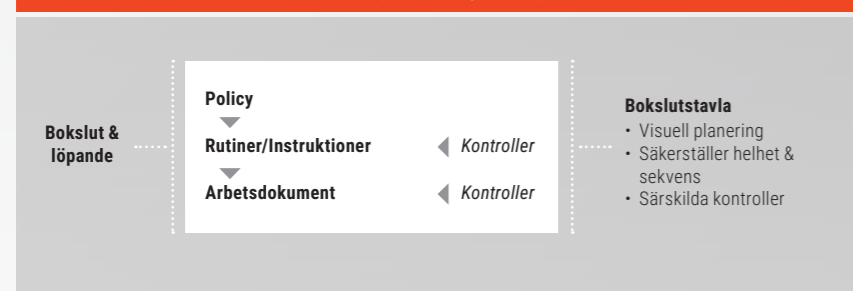 Bokslut &
löpande
Policy
Rutiner/Instruktioner
Kontroller
Arbetsdokument
Kontroller
Bokslutstavla
• Visuell planering
• Säkerställer helhet &
sekvens
• Särskilda kontroller